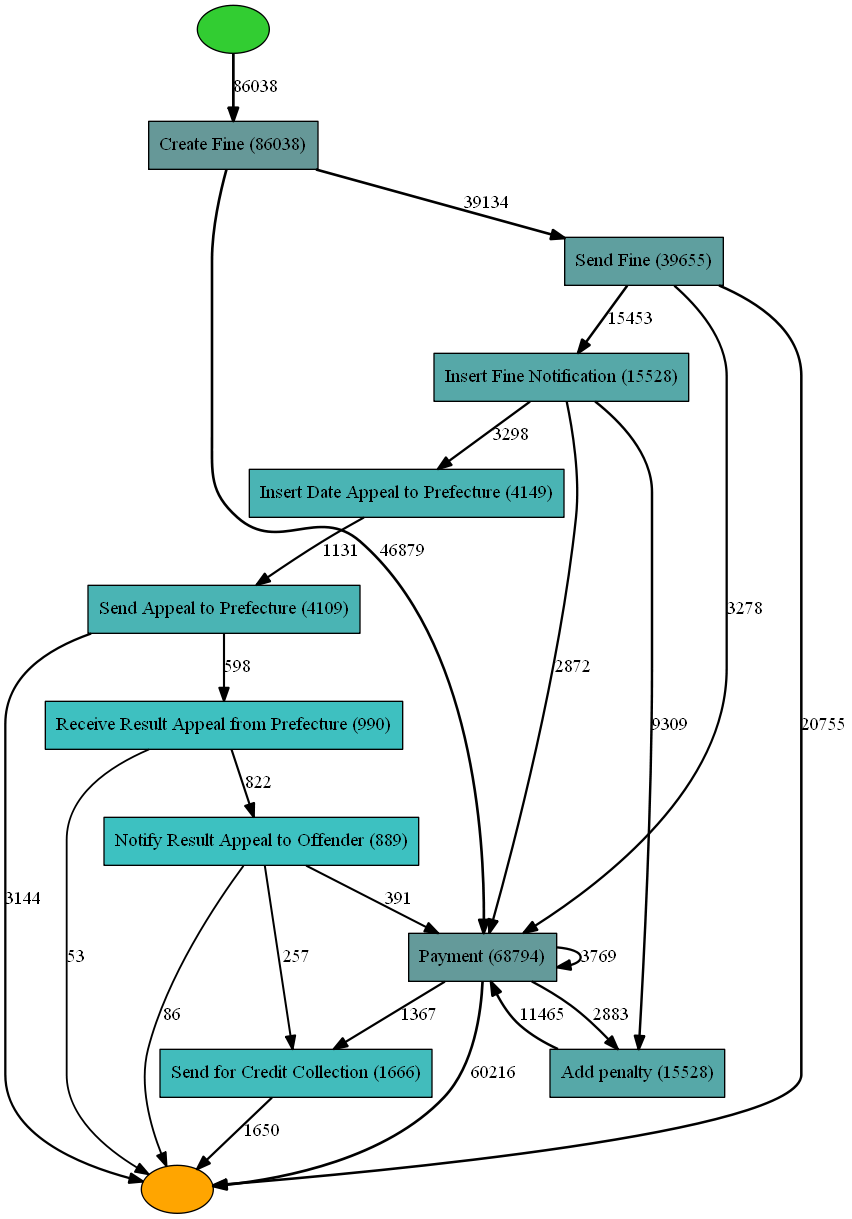 86038
Create Fine (86038)
39134
Send Fine (39655)
15453
Insert Fine Notification (15528)
3298
Insert Date Appeal to Prefecture (4149)
1131
46879
Send Appeal to Prefecture (4109)
3278
598
2872
Receive Result Appeal from Prefecture (990)
9309
20755
822
Notify Result Appeal to Offender (889)
3144
391
53
257
Payment (68794)
3769
86
1367
11465
2883
Send for Credit Collection (1666)
60216
Add penalty (15528)
1650